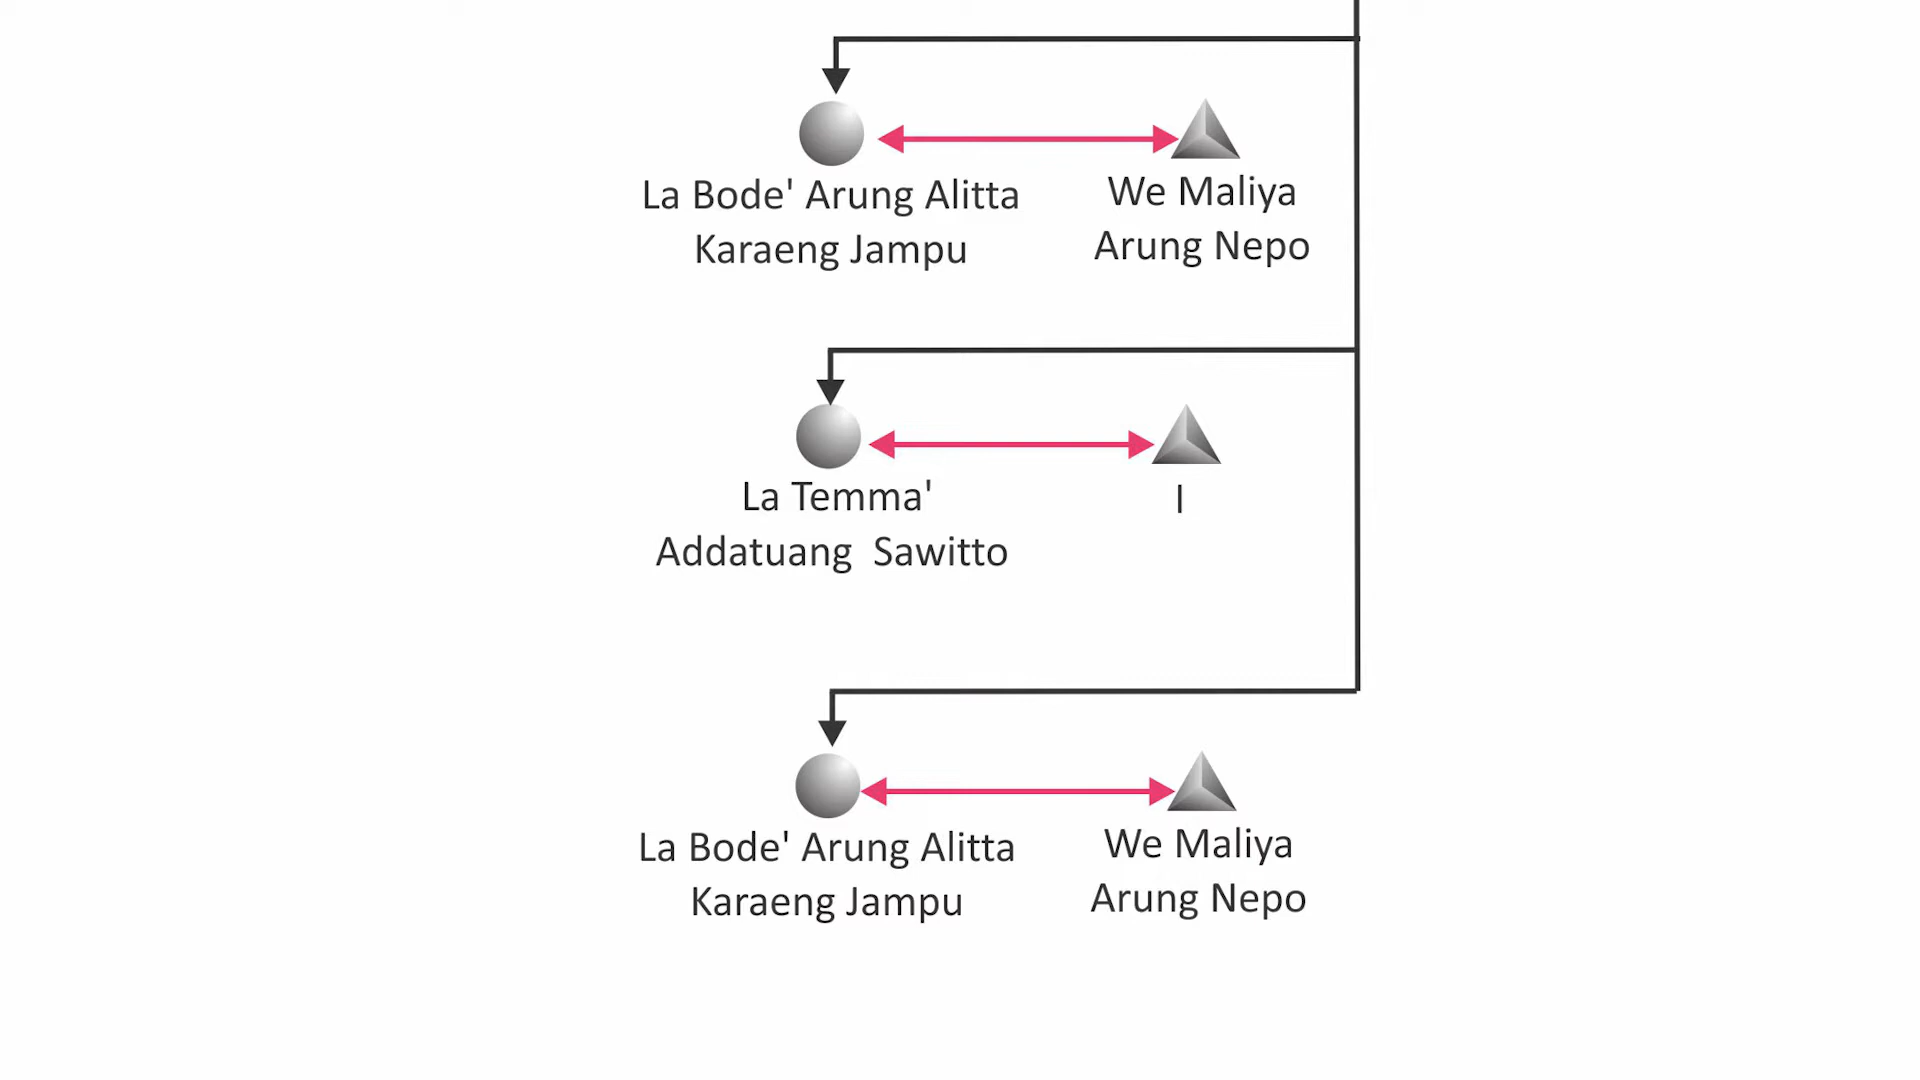 La Bode' Arung Alitta
Karaeng Jampu
We Maliya
Arung Nepo
La Temma'
Addatuang  Sawitto
I
La Bode' Arung Alitta
Karaeng Jampu
We Maliya
Arung Nepo